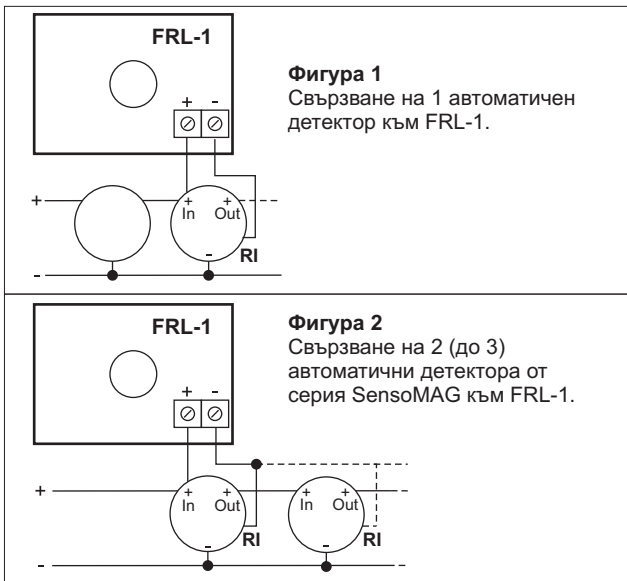 FRL-1
+ -
Фигура 1
Свързване на 1 автоматичен
детектор към FRL-1.
+
+ +
In Out
-
RI
-
FRL-1
+ -
Фигура 2
Свързване на 2 (до 3)
автоматични детектора от
серия SensoMAG към FRL-1.
+
+ + + +
In Out In Out
- -
RI RI
-